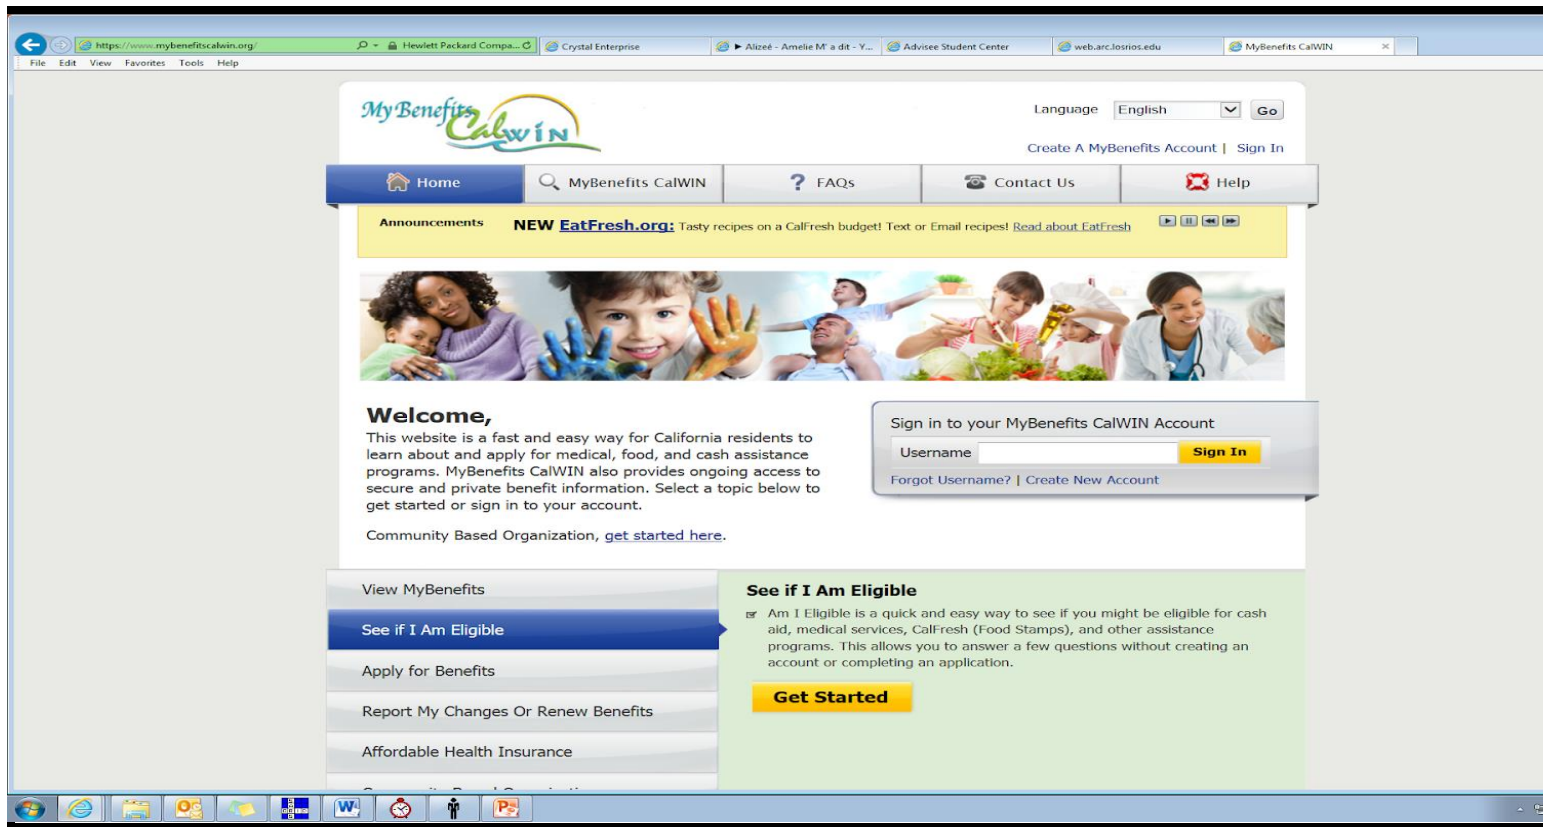 https://www.mybenefitscalwin.org/
Hewlett Packard Compa...
Crystal Enterprise
► Alizeé - Amelie M' a dit - Y...
Advisee Student Center
web.arc.losrios.edu
MyBenefits CalWIN
File Edit View Favorites Tools Help
My Benefits
Calwin
Language English Go
Create A MyBenefits Account | Sign In
Home
MyBenefits CalWIN
? FAQs
Contact Us
Help
Announcements
NEW EatFresh.org: Tasty recipes on a CalFresh budget! Text or Email recipes! Read about EatFresh
Welcome,
This website is a fast and easy way for California residents to
learn about and apply for medical, food, and cash assistance
programs. MyBenefits CalWIN also provides ongoing access to
secure and private benefit information. Select a topic below to
get started or sign in to your account.
Community Based Organization, get started here.
Sign in to your MyBenefits CalWIN Account
Username
Sign In
Forgot Username? | Create New Account
View MyBenefits
See if I Am Eligible
Apply for Benefits
Report My Changes Or Renew Benefits
Affordable Health Insurance
See if I Am Eligible
Am I Eligible is a quick and easy way to see if you might be eligible for cash
aid, medical services, CalFresh (Food Stamps), and other assistance
programs. This allows you to answer a few questions without creating an
account or completing an application.
Get Started